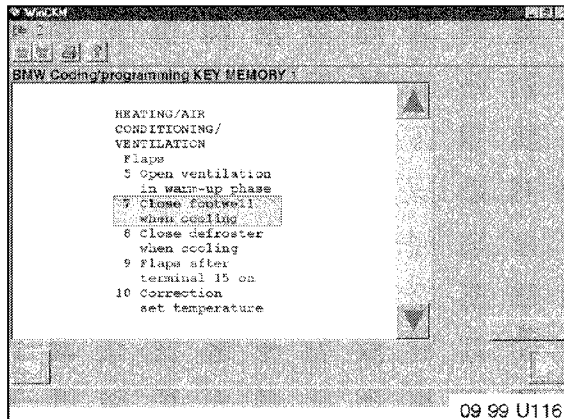 WinCKM
File ?
?
BMW Coding/programming KEY MEMORY
HEATING/AIR
CONDITIONING/
VENTILATION
Flaps
5 Open ventilation
in warm-up phase
7 Close footwell
when cooling
8 Close defroster
when cooling
9 Flaps after
terminal 15 on
10 Correction
set temperature
09 99 U116